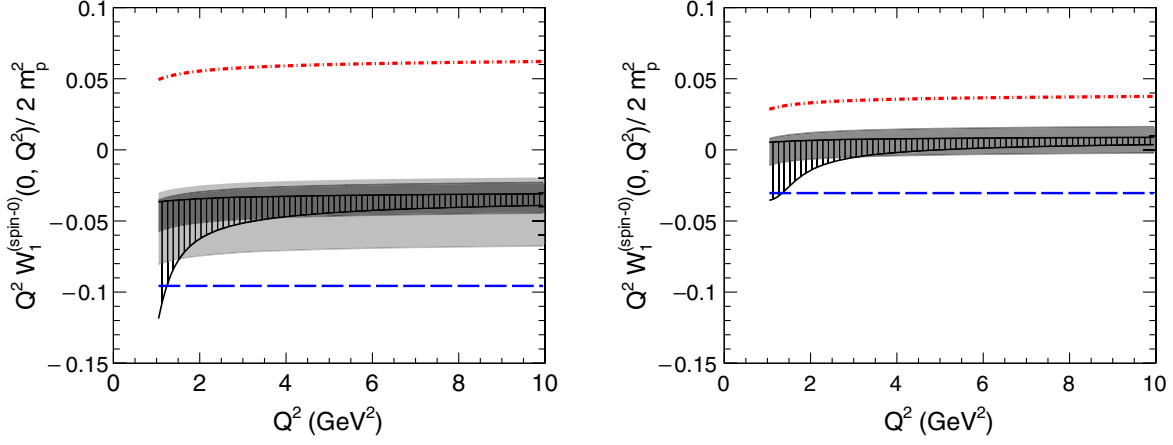 0.1
0.05
0
−0.05
−0.1
−0.15
0 2 4 6 8 10
Q² (GeV²)
Q² W₁^(spin-0)(0, Q²)/ 2 m_p²
0.1
0.05
0
−0.05
−0.1
−0.15
0 2 4 6 8 10
Q² (GeV²)
Q² W₁^(spin-0)(0, Q²)/ 2 m_p²